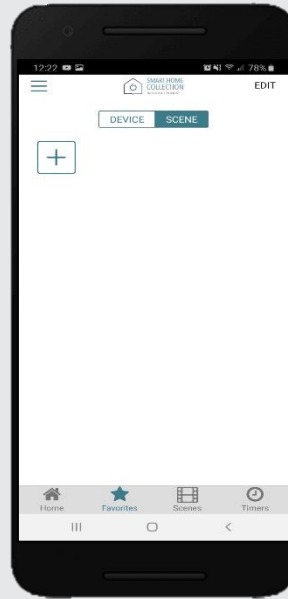 12:22 78%
SMART HOME
COLLECTION
EDIT
DEVICE SCENE
Home Favorites Scenes Timers